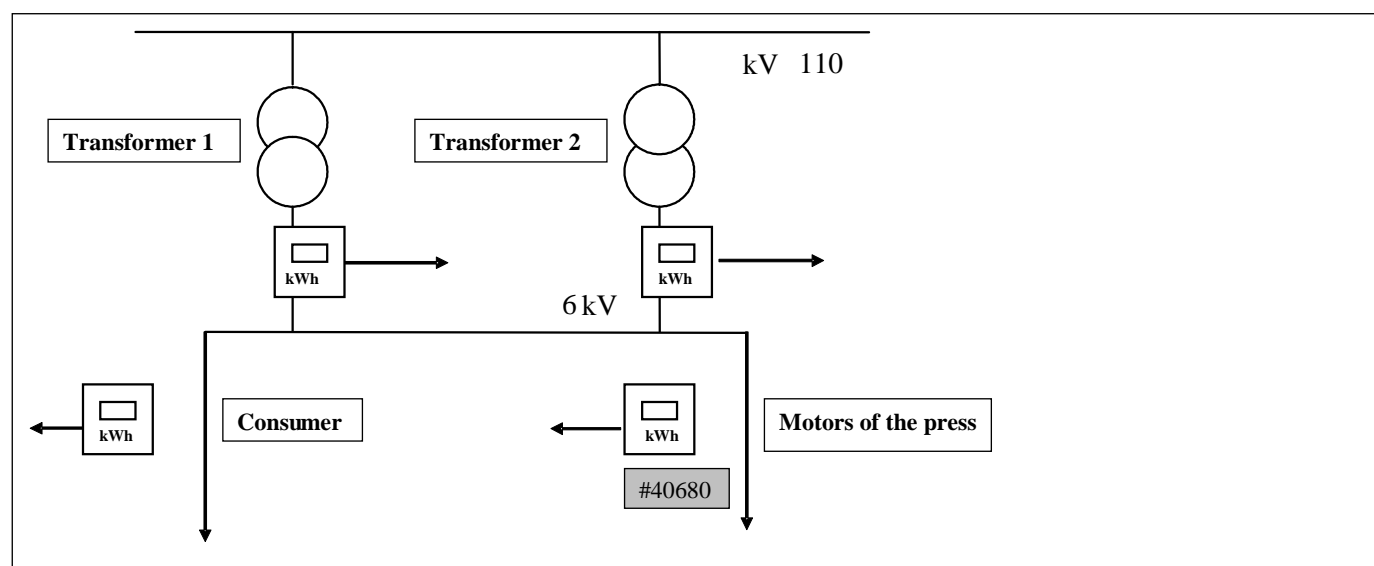 kV 110
Transformer 1
Transformer 2
kWh
kWh
6 kV
kWh
Consumer
kWh
Motors of the press
#40680